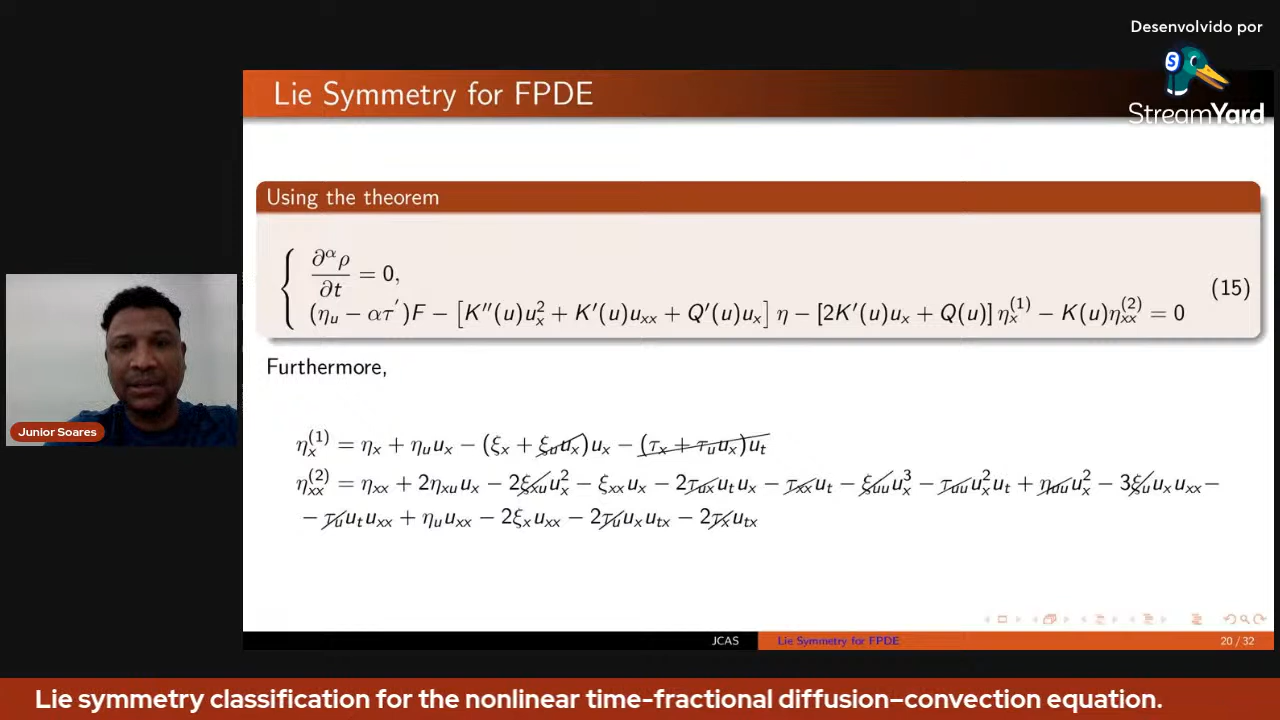 Desenvolvido por
StreamYard
Lie Symmetry for FPDE
Using the theorem
{ ∂^α ρ / ∂t = 0,
(η_u − ατ′)F − [K″(u)u_x^2 + K′(u)u_xx + Q′(u)u_x] η − [2K′(u)u_x + Q(u)] η_x^(1) − K(u)η_xx^(2) = 0 (15)
Furthermore,
η_x^(1) = η_x + η_u u_x − (ξ_x + ξ_u u_x)u_x − (τ_x + τ_u u_x)u_t
η_xx^(2) = η_xx + 2η_xu u_x − 2ξ_xu u_x^2 − ξ_xx u_x − 2τ_ux u_t u_x − τ_xx u_t − ξ_uu u_x^3 − τ_uu u_x^2 u_t + η_uu u_x^2 − 3ξ_u u_x u_xx −
− τ_u u_t u_xx + η_u u_xx − 2ξ_x u_xx − 2τ_u u_x u_tx − 2τ_x u_tx
Junior Soares
JCAS Lie Symmetry for FPDE 20 / 32
Lie symmetry classification for the nonlinear time-fractional diffusion–convection equation.